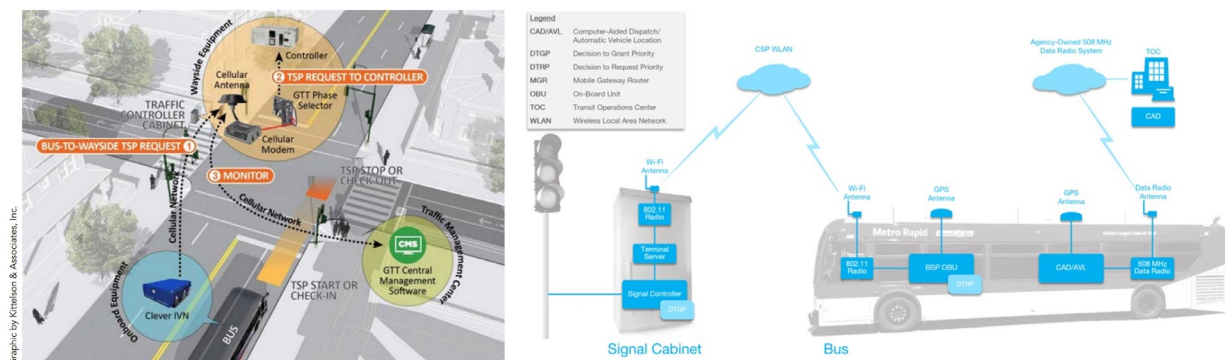 Wayside Equipment
Controller
Cellular
Antenna
2 TSP REQUEST TO CONTROLLER
GTT Phase
Selector
TRAFFIC
CONTROLLER
CABINET
Cellular
Modem
BUS-TO-WAYSIDE TSP REQUEST 1
3 MONITOR
TSP STOP OR
CHECK-OUT
Cellular Network
Cellular Network
Traffic Management Center
CMS
GTT Central
Management
Software
TSP START OR
CHECK-IN
Onboard Equipment
Clever IVN
BUS
Graphic by Kittelson & Associates, Inc.
Legend
CAD/AVL Computer-Aided Dispatch/
Automatic Vehicle Location
DTGP Decision to Grant Priority
DTRP Decision to Request Priority
MGR Mobile Gateway Router
OBU On-Board Unit
TOC Transit Operations Center
WLAN Wireless Local Area Network
CSP WLAN
Agency-Owned 508 MHz
Data Radio System
TOC
CAD
Wi-Fi
Antenna
802.11
Radio
Terminal
Server
Signal Controller
DTGP
Signal Cabinet
Wi-Fi
Antenna
GPS
Antenna
GPS
Antenna
Data Radio
Antenna
Metro Rapid
802.11
Radio
BSP OBU
DTRP
CAD/AVL
508 MHz
Data Radio
Bus